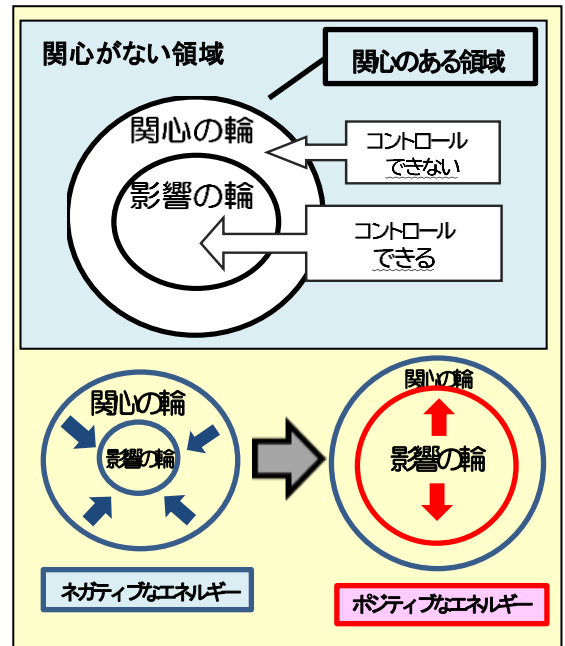 関心がない領域
関心のある領域
関心の輪
コントロール
できない
影響の輪
コントロール
できる
関心の輪
影響の輪
関心の輪
影響の輪
ネガティブなエネルギー
ポジティブなエネルギー